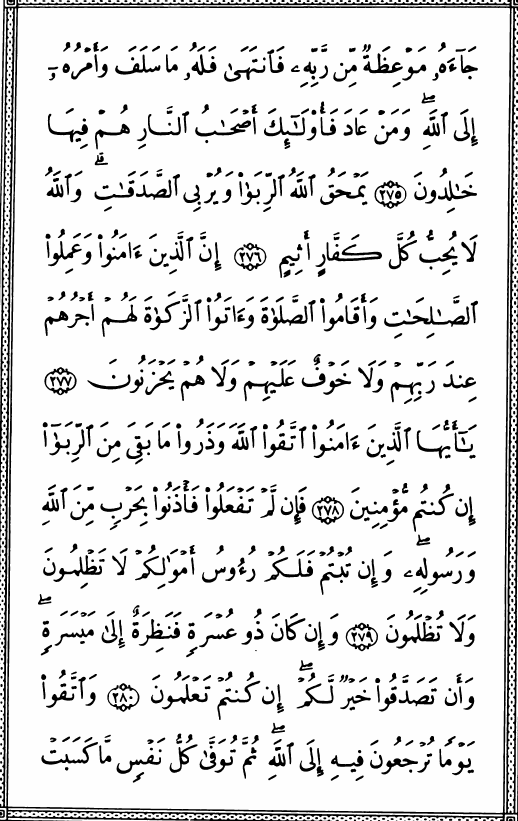 جَآءَهُۥ مَوْعِظَةٌ مِّن رَّبِّهِۦ فَٱنتَهَىٰ فَلَهُۥ مَا سَلَفَ وَأَمْرُهُۥٓ
إِلَى ٱللَّهِ ۖ وَمَنْ عَادَ فَأُو۟لَـٰٓئِكَ أَصْحَـٰبُ ٱلنَّارِ هُمْ فِيهَا
خَـٰلِدُونَ ﴿٢٧٥﴾ يَمْحَقُ ٱللَّهُ ٱلرِّبَوٰا۟ وَيُرْبِى ٱلصَّدَقَـٰتِ ۗ وَٱللَّهُ
لَا يُحِبُّ كُلَّ كَفَّارٍ أَثِيمٍ ﴿٢٧٦﴾ إِنَّ ٱلَّذِينَ ءَامَنُوا۟ وَعَمِلُوا۟
ٱلصَّـٰلِحَـٰتِ وَأَقَامُوا۟ ٱلصَّلَوٰةَ وَءَاتَوُا۟ ٱلزَّكَوٰةَ لَهُمْ أَجْرُهُمْ
عِندَ رَبِّهِمْ وَلَا خَوْفٌ عَلَيْهِمْ وَلَا هُمْ يَحْزَنُونَ ﴿٢٧٧﴾
يَـٰٓأَيُّهَا ٱلَّذِينَ ءَامَنُوا۟ ٱتَّقُوا۟ ٱللَّهَ وَذَرُوا۟ مَا بَقِىَ مِنَ ٱلرِّبَوٰٓا۟
إِن كُنتُم مُّؤْمِنِينَ ﴿٢٧٨﴾ فَإِن لَّمْ تَفْعَلُوا۟ فَأْذَنُوا۟ بِحَرْبٍ مِّنَ ٱللَّهِ
وَرَسُولِهِۦ ۖ وَإِن تُبْتُمْ فَلَكُمْ رُءُوسُ أَمْوَٰلِكُمْ لَا تَظْلِمُونَ
وَلَا تُظْلَمُونَ ﴿٢٧٩﴾ وَإِن كَانَ ذُو عُسْرَةٍ فَنَظِرَةٌ إِلَىٰ مَيْسَرَةٍ ۚ
وَأَن تَصَدَّقُوا۟ خَيْرٌ لَّكُمْ ۖ إِن كُنتُمْ تَعْلَمُونَ ﴿٢٨٠﴾ وَٱتَّقُوا۟
يَوْمًا تُرْجَعُونَ فِيهِ إِلَى ٱللَّهِ ۖ ثُمَّ تُوَفَّىٰ كُلُّ نَفْسٍ مَّا كَسَبَتْ